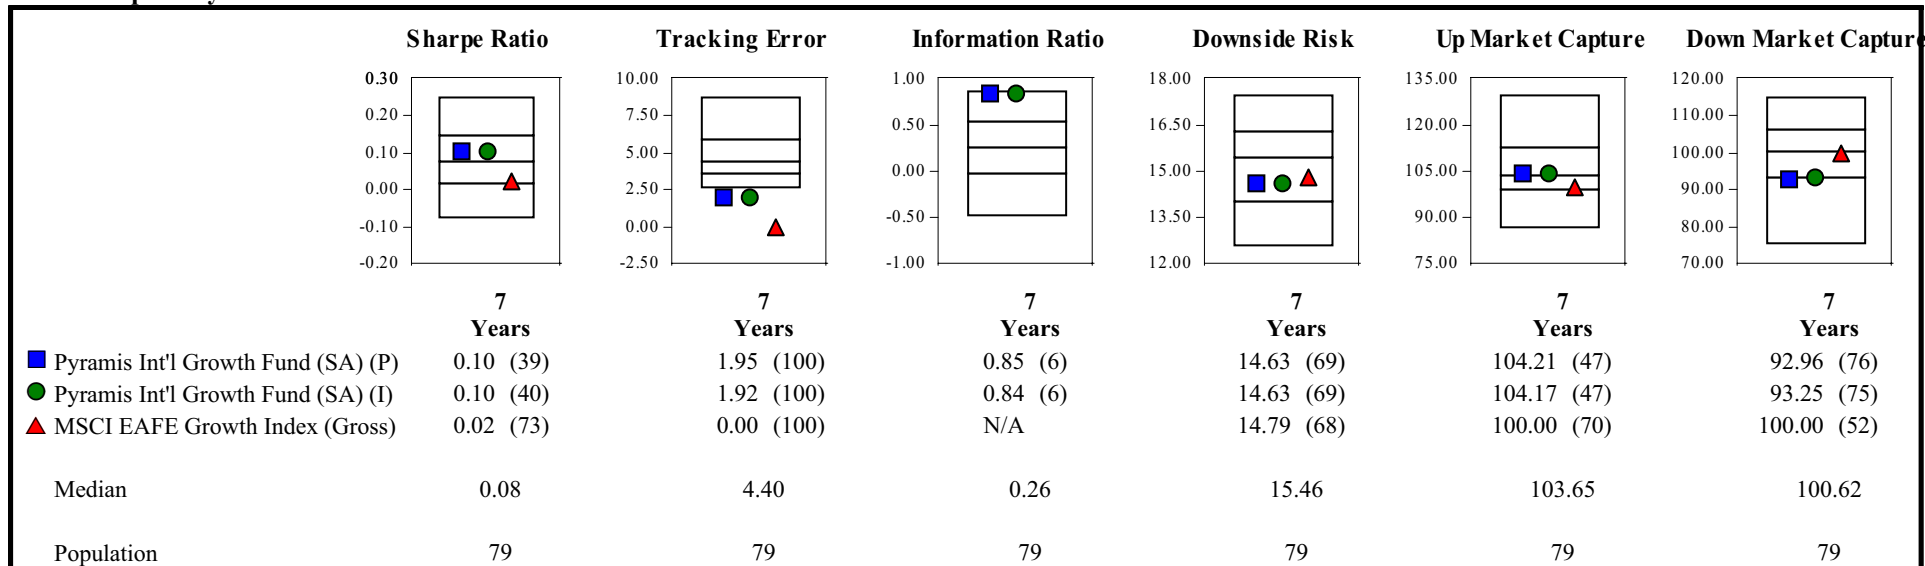 Sharpe Ratio Tracking Error Information Ratio Downside Risk Up Market Capture Down Market Capture
0.30 10.00 1.00 18.00 135.00 120.00
0.20 7.50 0.50 16.50 120.00 110.00
0.10 5.00 0.00 15.00 105.00 100.00
0.00 2.50 -0.50 13.50 90.00 90.00
-0.10 0.00 -1.00 12.00 75.00 80.00
-0.20 -2.50 70.00
7 7 7 7 7 7
Years Years Years Years Years Years
Pyramis Int'l Growth Fund (SA) (P) 0.10 (39) 1.95 (100) 0.85 (6) 14.63 (69) 104.21 (47) 92.96 (76)
Pyramis Int'l Growth Fund (SA) (I) 0.10 (40) 1.92 (100) 0.84 (6) 14.63 (69) 104.17 (47) 93.25 (75)
MSCI EAFE Growth Index (Gross) 0.02 (73) 0.00 (100) N/A 14.79 (68) 100.00 (70) 100.00 (52)
Median 0.08 4.40 0.26 15.46 103.65 100.62
Population 79 79 79 79 79 79